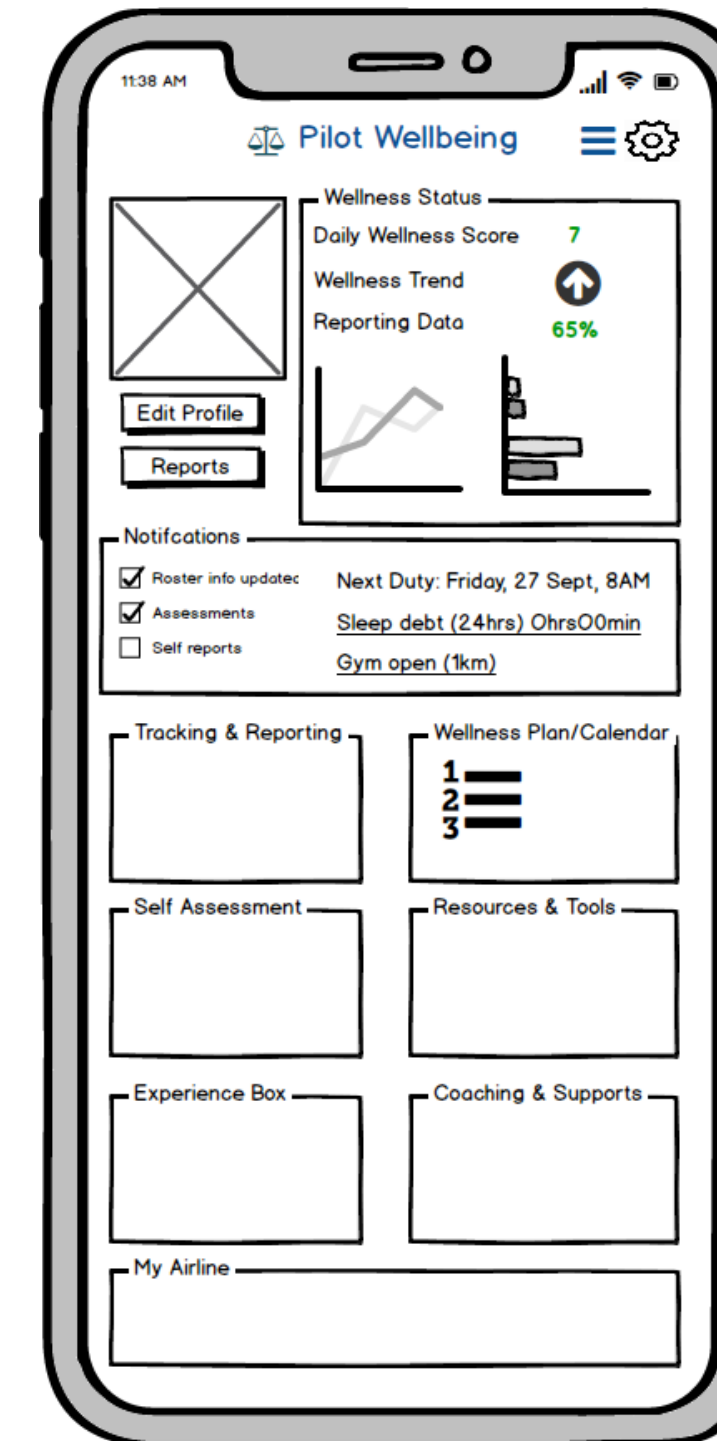 11:38 AM
Pilot Wellbeing
Wellness Status
Daily Wellness Score 7
Wellness Trend
Reporting Data 65%
Edit Profile
Reports
Notifcations
Roster info updated
Next Duty: Friday, 27 Sept, 8AM
Assessments
Sleep debt (24hrs) 0hrs00min
Self reports
Gym open (1km)
Tracking & Reporting
Wellness Plan/Calendar
1
2
3
Self Assessment
Resources & Tools
Experience Box
Coaching & Supports
My Airline